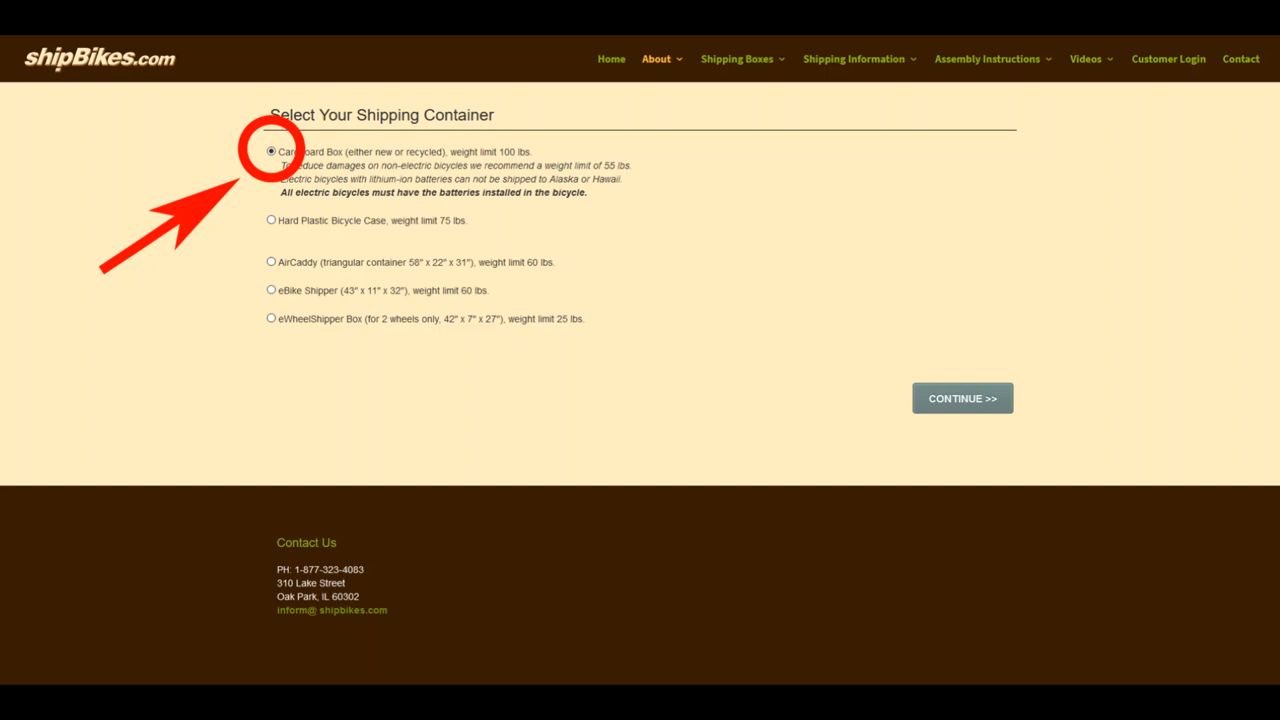 shipBikes.com
Home About Shipping Boxes Shipping Information Assembly Instructions Videos Customer Login Contact
Select Your Shipping Container
Cardboard Box (either new or recycled), weight limit 100 lbs.
To reduce damages on non-electric bicycles we recommend a weight limit of 55 lbs.
Electric bicycles with lithium-ion batteries can not be shipped to Alaska or Hawaii.
All electric bicycles must have the batteries installed in the bicycle.
Hard Plastic Bicycle Case, weight limit 75 lbs.
AirCaddy (triangular container 58" x 22" x 31"), weight limit 60 lbs.
eBike Shipper (43" x 11" x 32"), weight limit 60 lbs.
eWheelShipper Box (for 2 wheels only, 42" x 7" x 27"), weight limit 25 lbs.
CONTINUE >>
Contact Us
PH: 1-877-323-4083
310 Lake Street
Oak Park, IL 60302
inform@ shipbikes.com